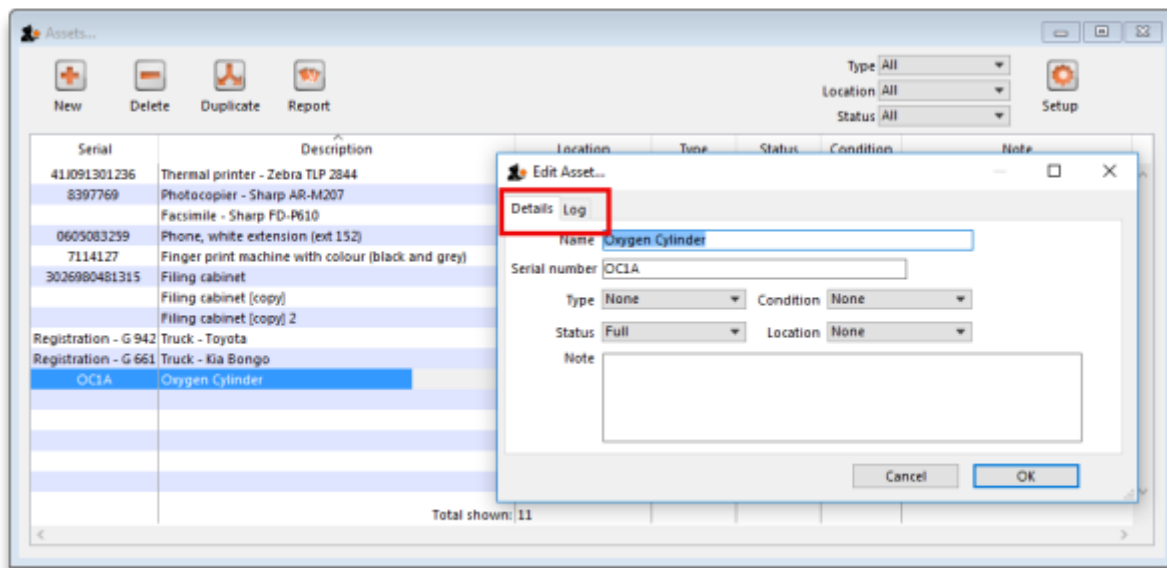 Assets...
New Delete Duplicate Report
Type All
Location All
Status All
Setup
Serial Description Location Type Status Condition Note
41J091301236 Thermal printer - Zebra TLP 2844
8397769 Photocopier - Sharp AR-M207
Facsimile - Sharp FD-P610
0605083259 Phone, white extension (ext 152)
7114127 Finger print machine with colour (black and grey)
3026980481315 Filing cabinet
Filing cabinet [copy]
Filing cabinet [copy] 2
Registration - G 942 Truck - Toyota
Registration - G 661 Truck - Kia Bongo
OC1A Oxygen Cylinder
Total shown: 11
Edit Asset...
Details Log
Name Oxygen Cylinder
Serial number OC1A
Type None Condition None
Status Full Location None
Note
Cancel OK